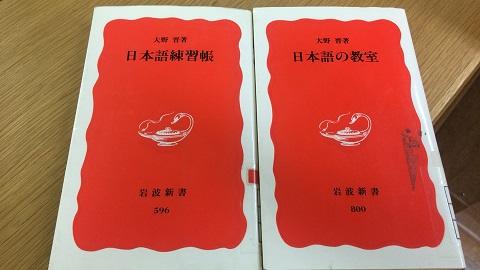 大野 晋著
日本語練習帳
岩波新書
596
大野 晋著
日本語の教室
岩波新書
800